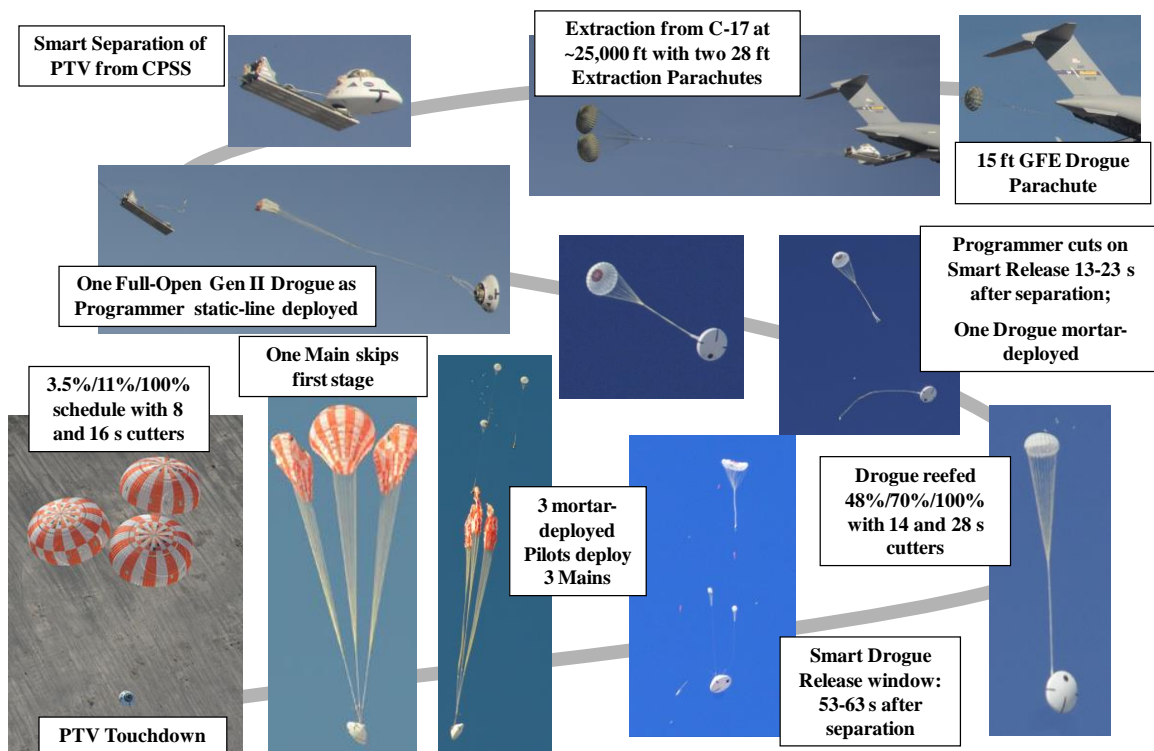 Smart Separation of
PTV from CPSS
Extraction from C-17 at
~25,000 ft with two 28 ft
Extraction Parachutes
15 ft GFE Drogue
Parachute
One Full-Open Gen II Drogue as
Programmer static-line deployed
Programmer cuts on
Smart Release 13-23 s
after separation;
One Drogue mortar-
deployed
3.5%/11%/100%
schedule with 8
and 16 s cutters
One Main skips
first stage
3 mortar-
deployed
Pilots deploy
3 Mains
Drogue reefed
48%/70%/100%
with 14 and 28 s
cutters
Smart Drogue
Release window:
53-63 s after
separation
PTV Touchdown